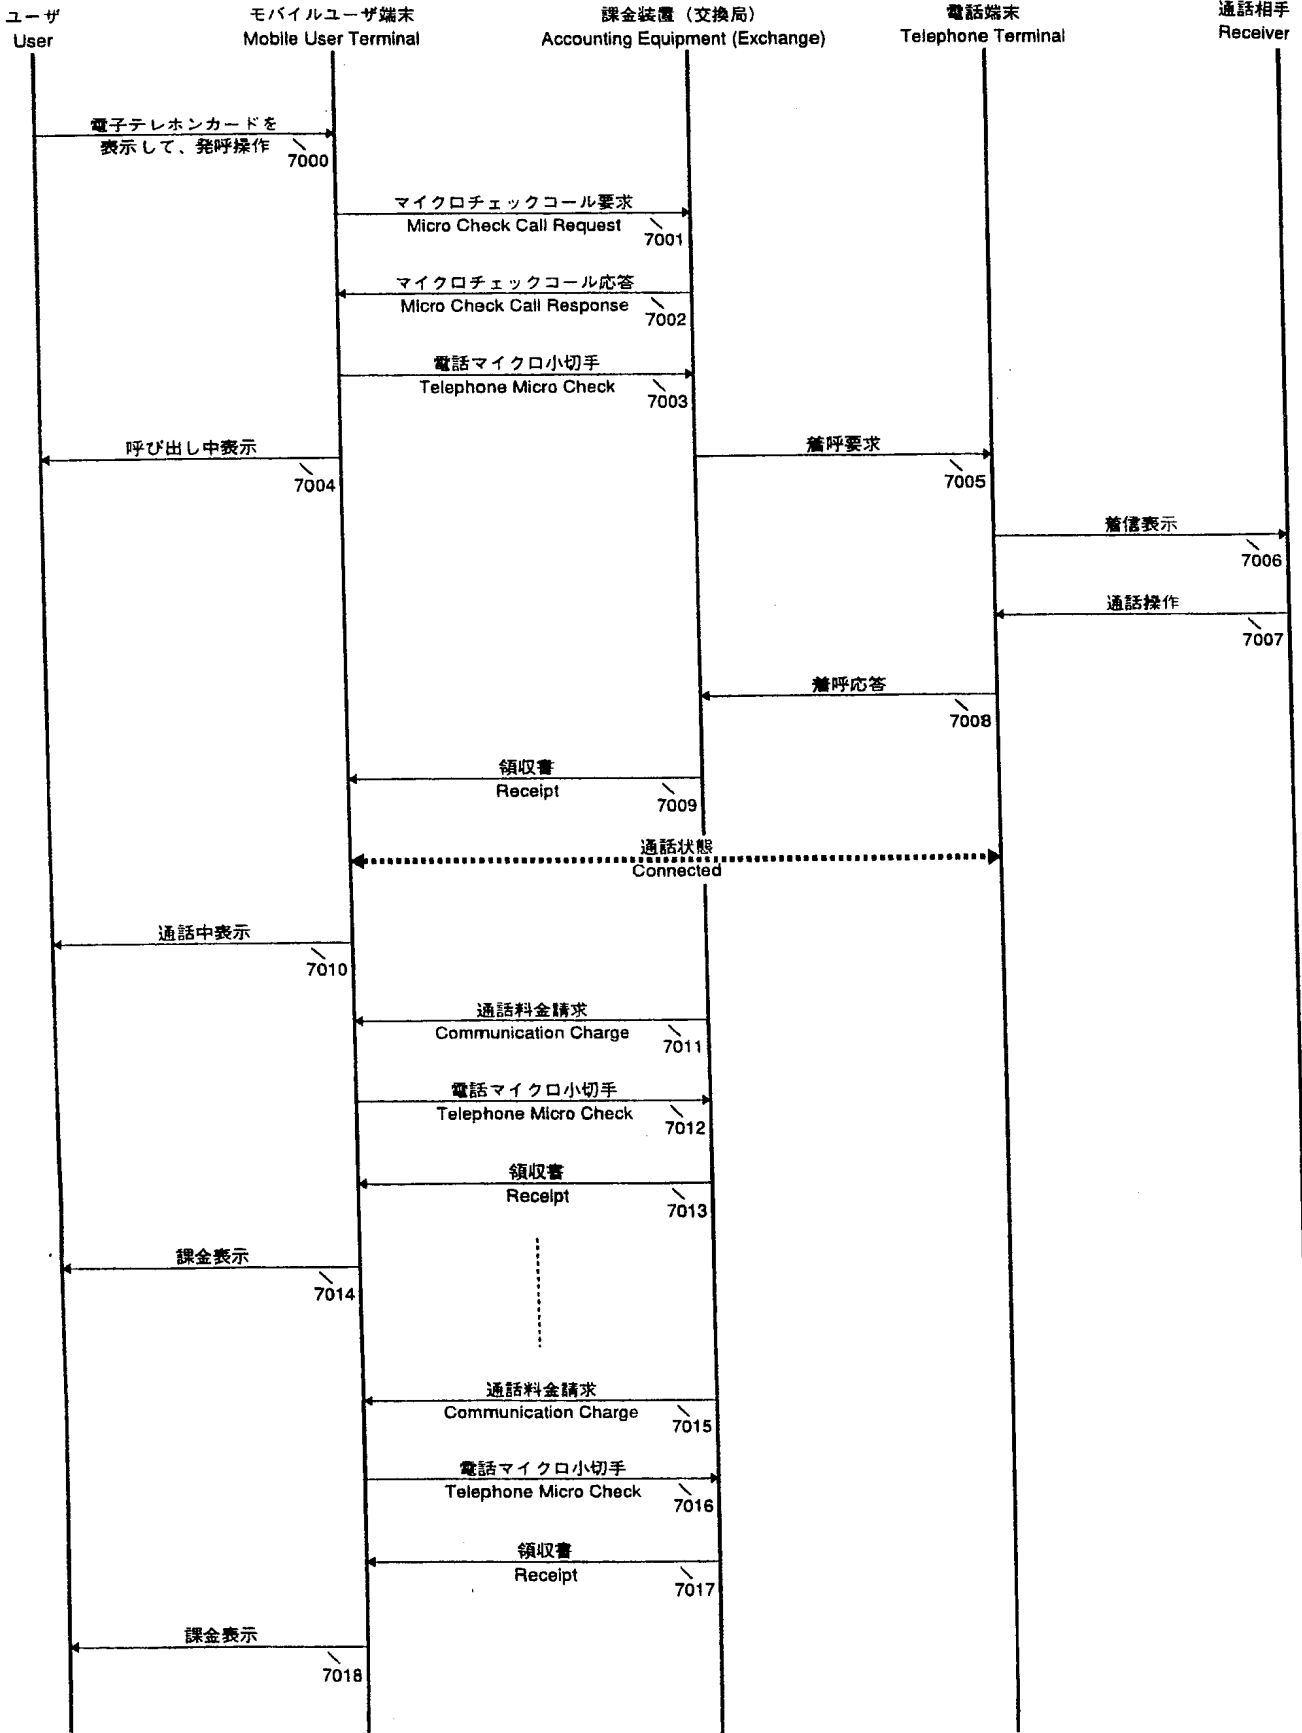 ユーザ
User
モバイルユーザ端末
Mobile User Terminal
課金装置（交換局）
Accounting Equipment (Exchange)
電話端末
Telephone Terminal
通話相手
Receiver
電子テレホンカードを
表示して、発呼操作
7000
マイクロチェックコール要求
Micro Check Call Request
7001
マイクロチェックコール応答
Micro Check Call Response
7002
電話マイクロ小切手
Telephone Micro Check
7003
呼び出し中表示
7004
着呼要求
7005
着信表示
7006
通話操作
7007
着呼応答
7008
領収書
Receipt
7009
通話状態
Connected
通話中表示
7010
通話料金請求
Communication Charge
7011
電話マイクロ小切手
Telephone Micro Check
7012
領収書
Receipt
7013
課金表示
7014
通話料金請求
Communication Charge
7015
電話マイクロ小切手
Telephone Micro Check
7016
領収書
Receipt
7017
課金表示
7018